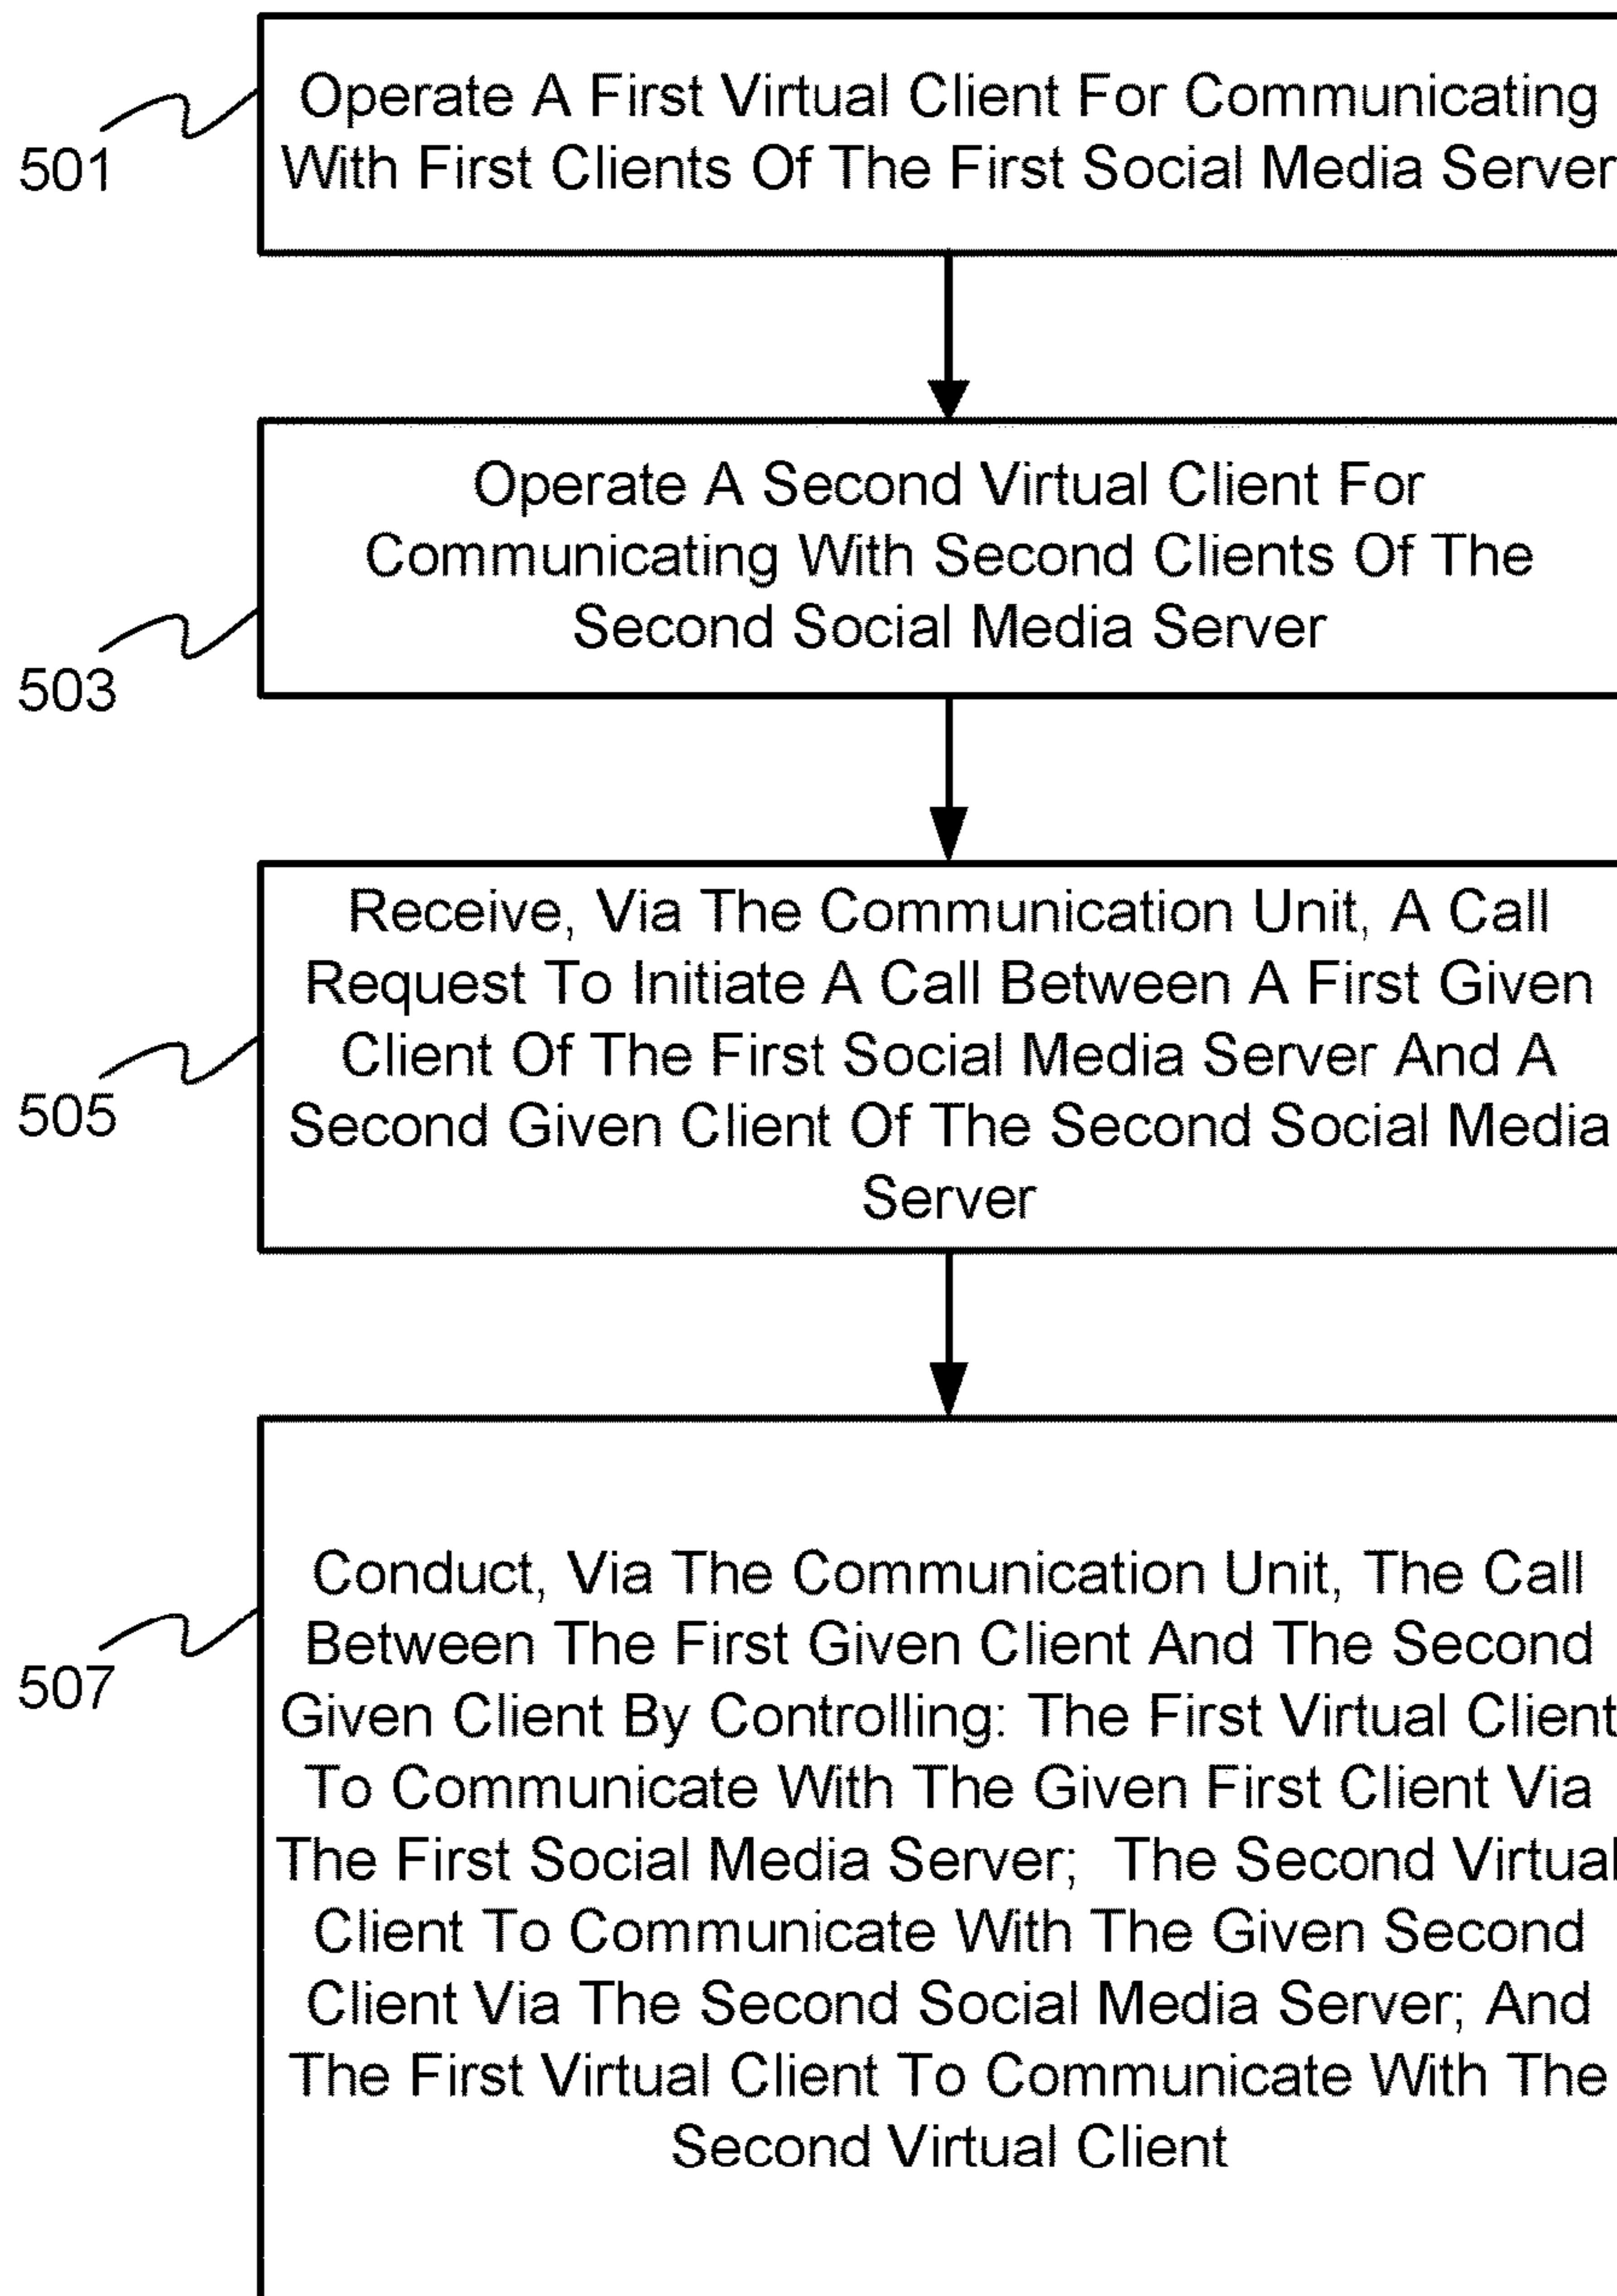 501
Operate A First Virtual Client For Communicating
With First Clients Of The First Social Media Server
503
Operate A Second Virtual Client For
Communicating With Second Clients Of The
Second Social Media Server
505
Receive, Via The Communication Unit, A Call
Request To Initiate A Call Between A First Given
Client Of The First Social Media Server And A
Second Given Client Of The Second Social Media
Server
507
Conduct, Via The Communication Unit, The Call
Between The First Given Client And The Second
Given Client By Controlling: The First Virtual Client
To Communicate With The Given First Client Via
The First Social Media Server; The Second Virtual
Client To Communicate With The Given Second
Client Via The Second Social Media Server; And
The First Virtual Client To Communicate With The
Second Virtual Client